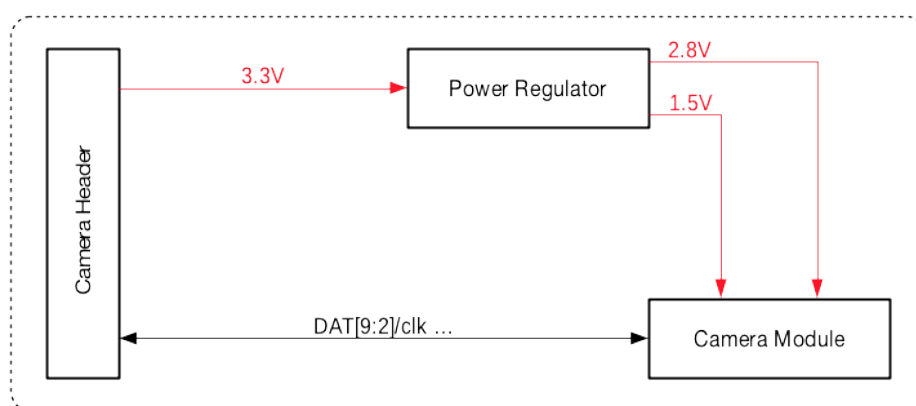 2.8V
3.3V
Power Regulator
1.5V
Camera Header
DAT[9:2]/clk ...
Camera Module